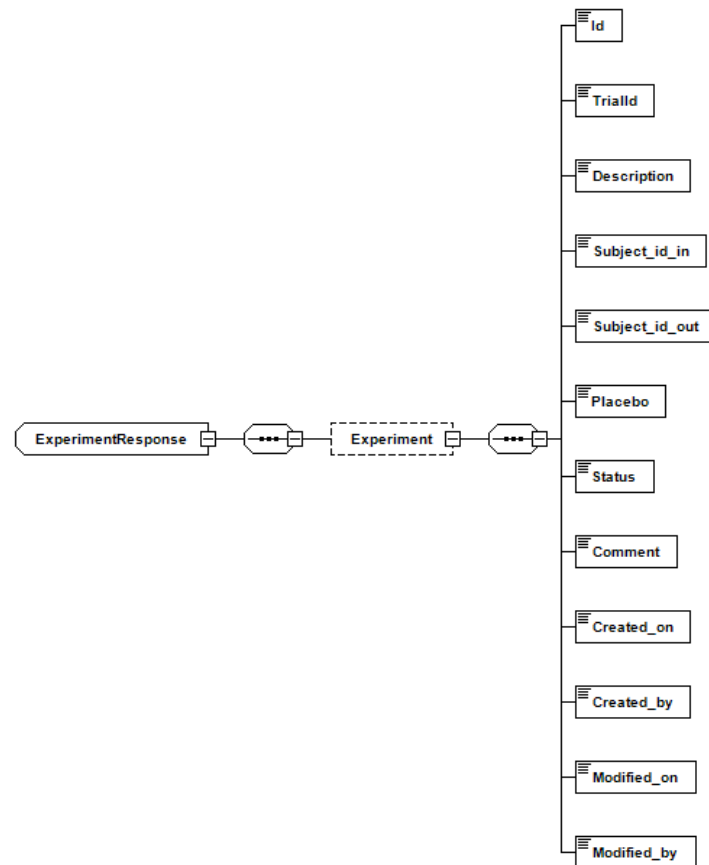 Id
TrialId
Description
Subject_id_in
Subject_id_out
Placebo
ExperimentResponse
Experiment
Status
Comment
Created_on
Created_by
Modified_on
Modified_by